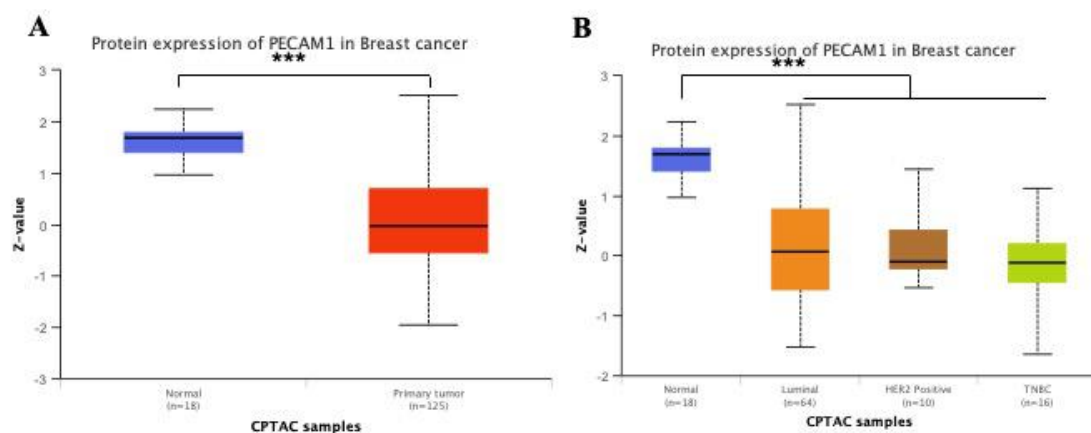 A
Protein expression of PECAM1 in Breast cancer
***
3
2
1
0
-1
-2
-3
Z-value
Normal
(n=18)
Primary tumor
(n=125)
CPTAC samples
B
Protein expression of PECAM1 in Breast cancer
***
3
2
1
0
-1
-2
Z-value
Normal
(n=18)
Luminal
(n=64)
HER2 Positive
(n=10)
TNBC
(n=16)
CPTAC samples